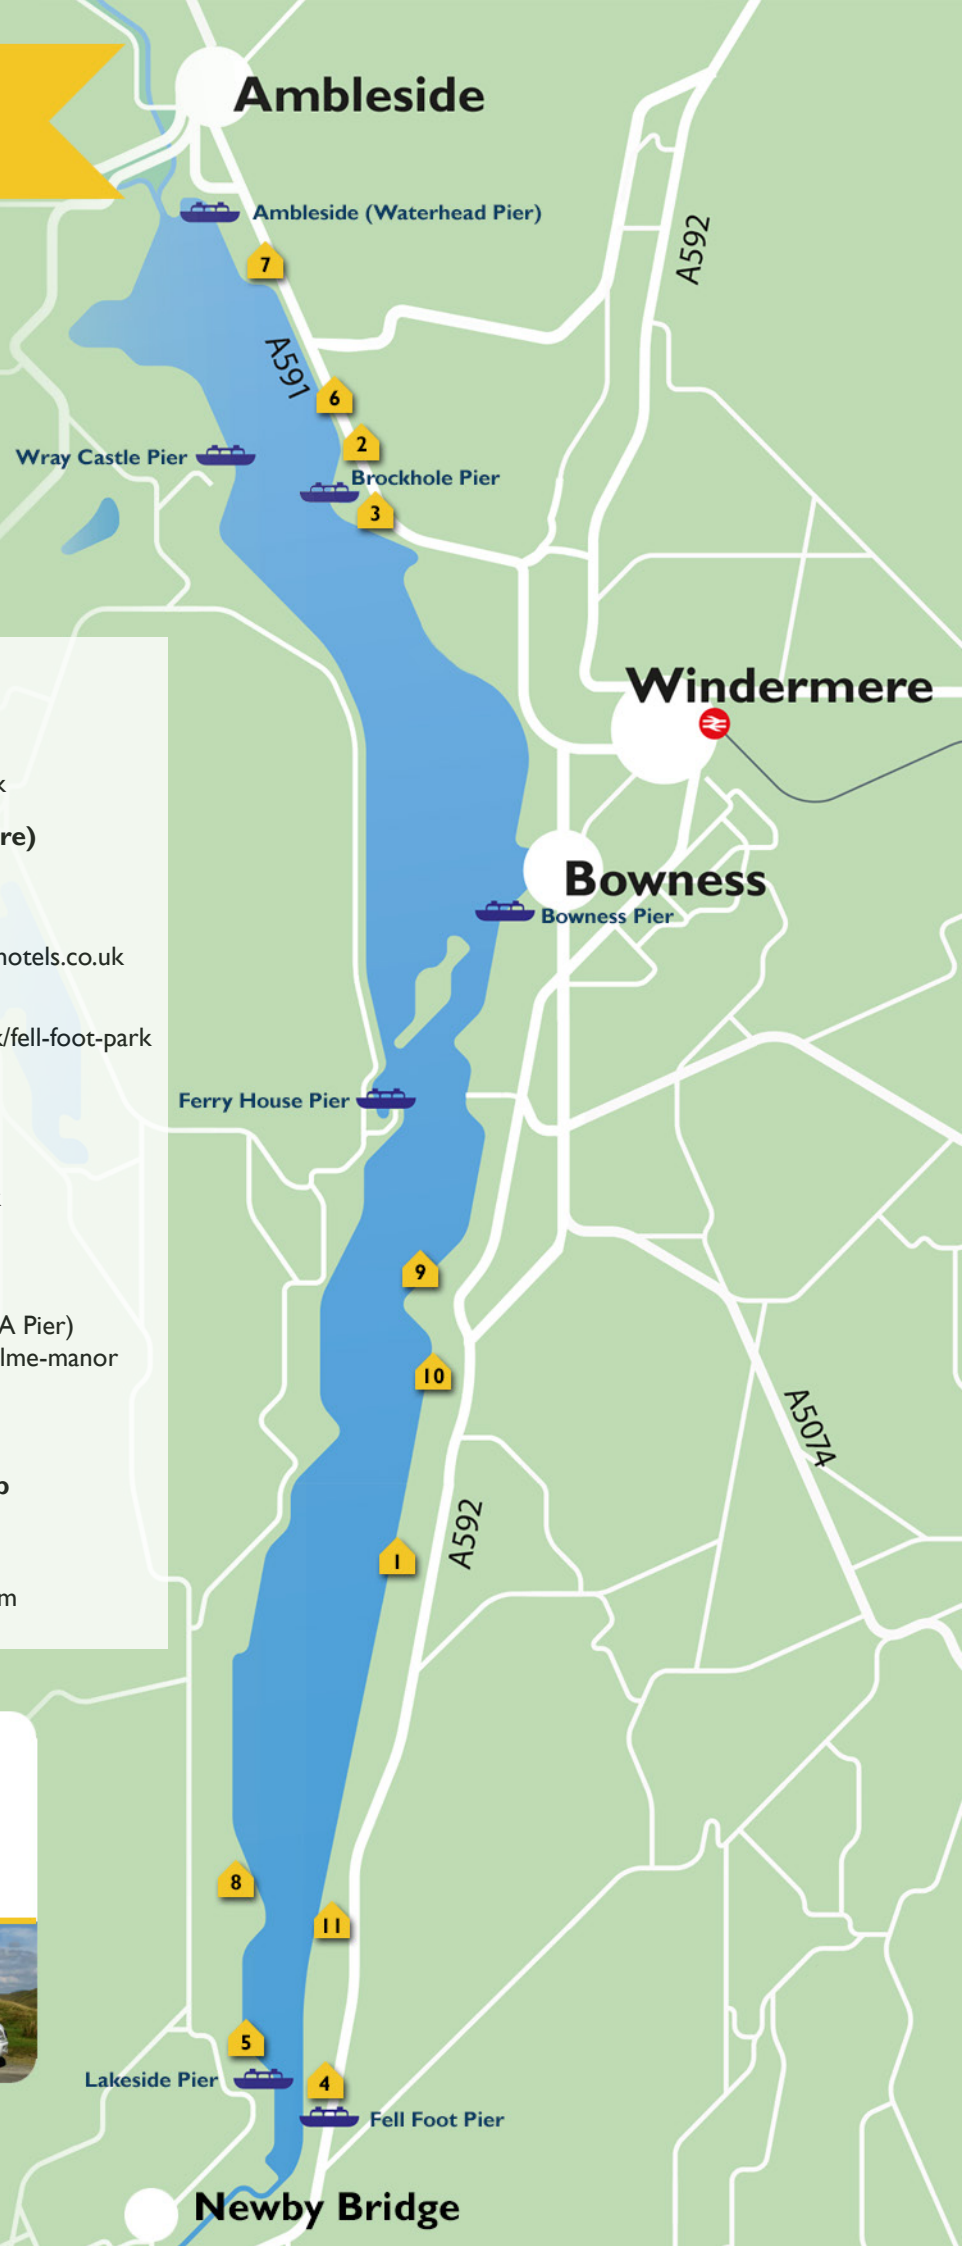 Ambleside
Ambleside (Waterhead Pier)
A592
7
A591
6
2
Wray Castle Pier
Brockhole Pier
3
Windermere
k
re)
Bowness
Bowness Pier
hotels.co.uk
k/fell-foot-park
Ferry House Pier
9
A Pier)
lme-manor
10
A5074
p
A592
1
m
8
11
5
Lakeside Pier
4
Fell Foot Pier
Newby Bridge